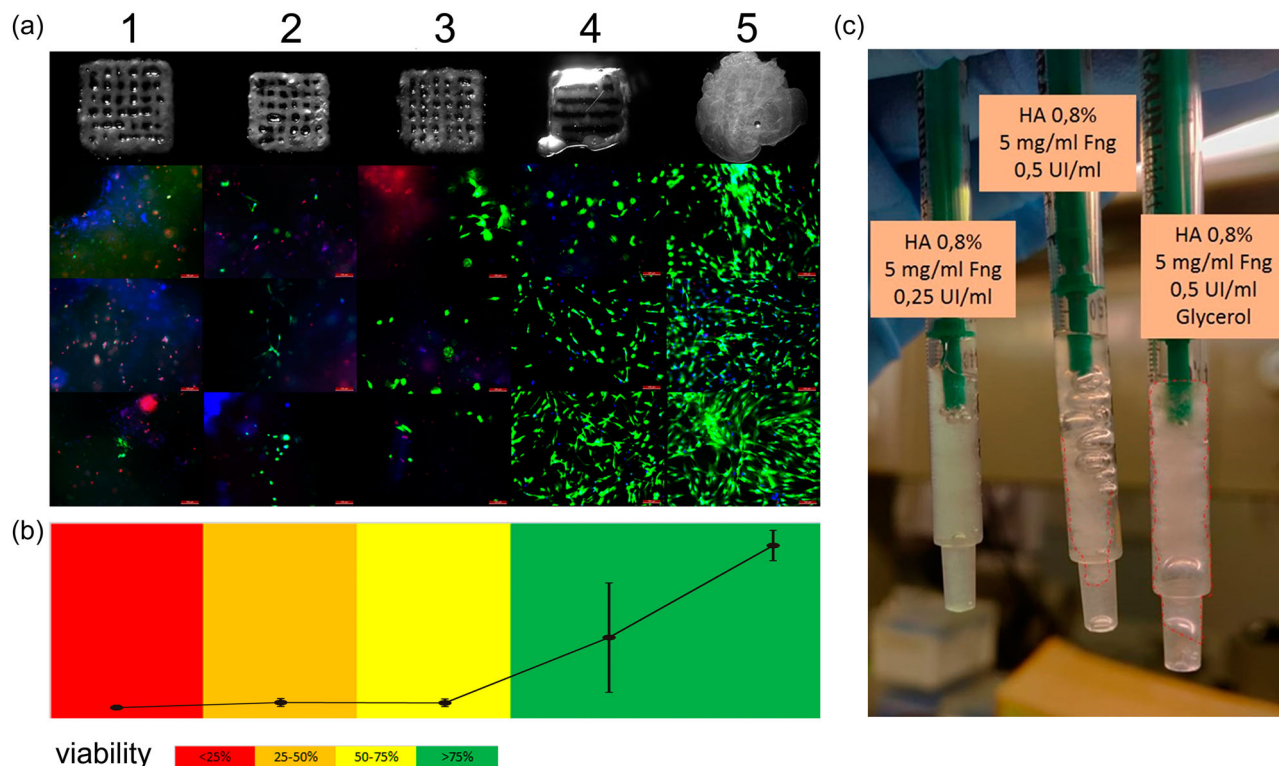 (a)
1 2 3 4 5
(b)
viability
<25% 25-50% 50-75% >75%
(c)
HA 0,8%
5 mg/ml Fng
0,5 UI/ml
HA 0,8%
5 mg/ml Fng
0,25 UI/ml
HA 0,8%
5 mg/ml Fng
0,5 UI/ml
Glycerol